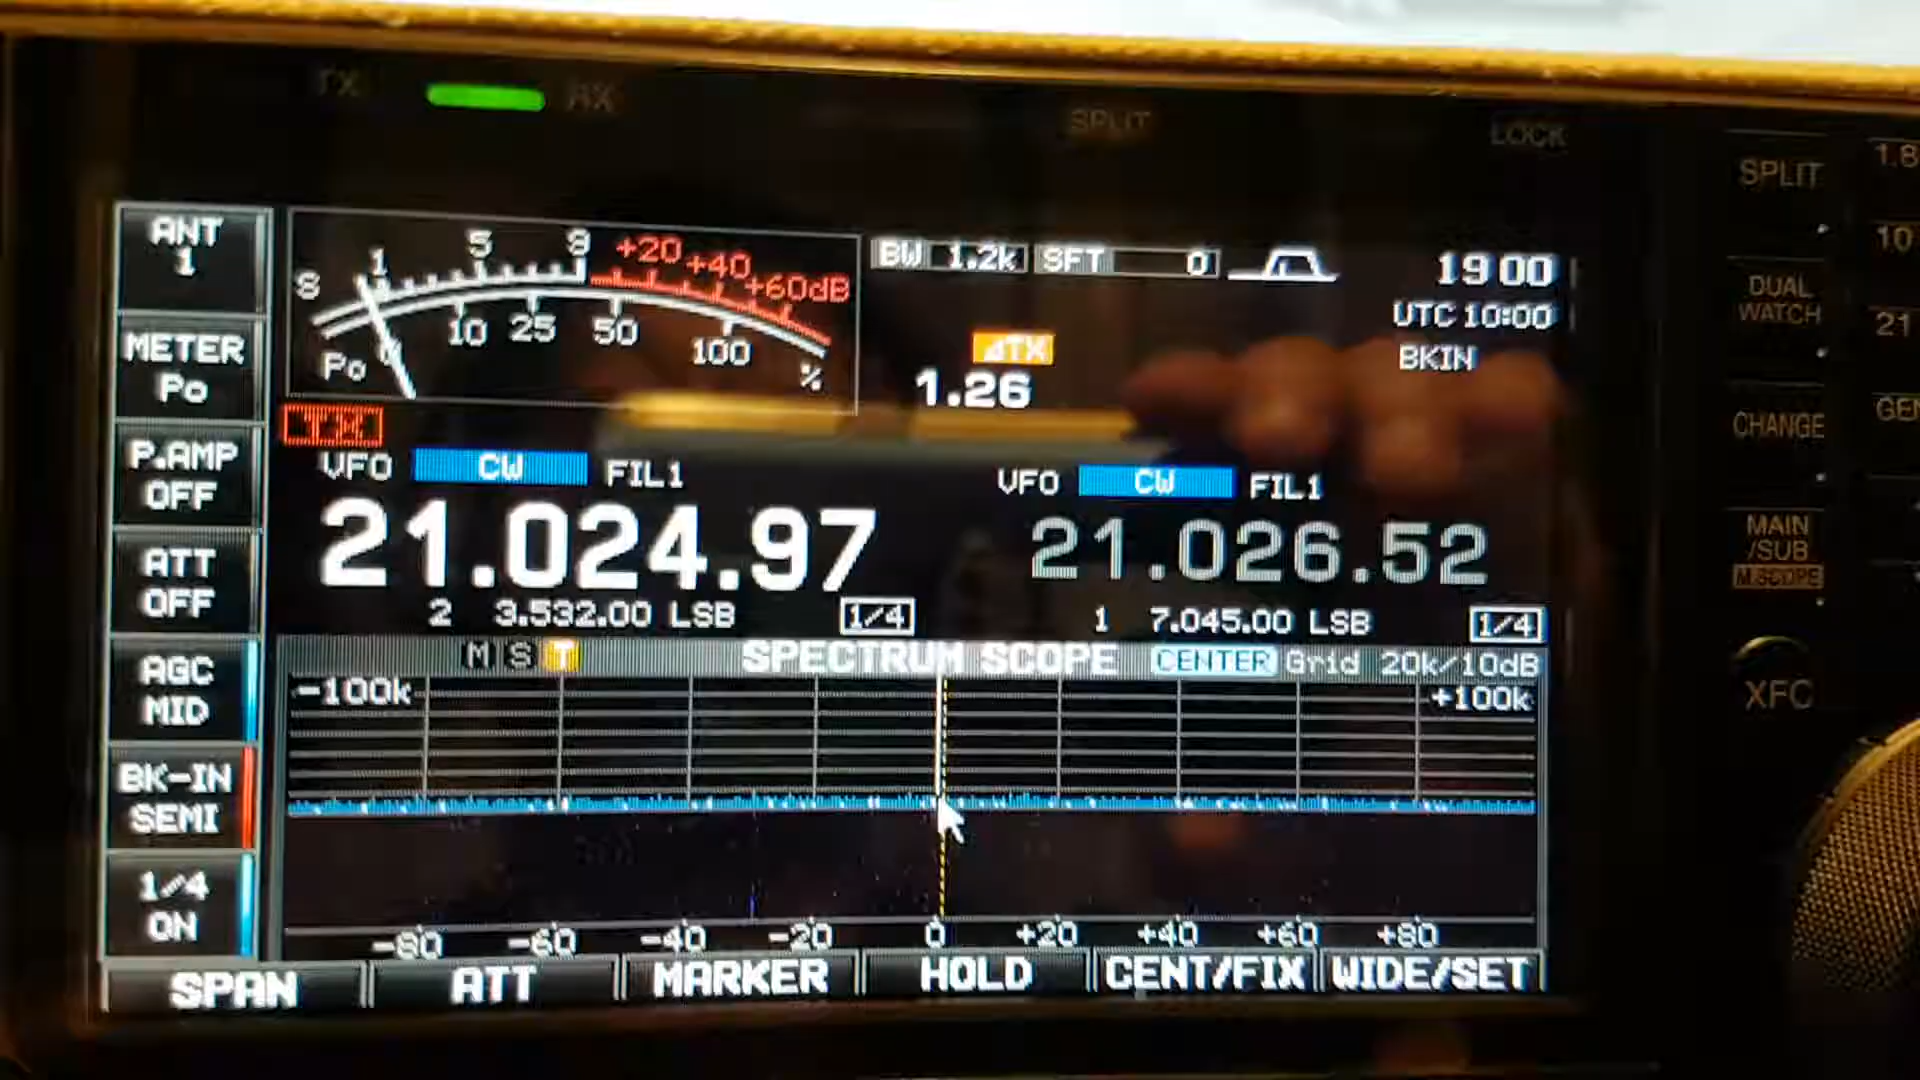 TX RX
SPLIT
LOCK
ANT
1
METER
Po
P.AMP
OFF
ATT
OFF
AGC
MID
BK-IN
SEMI
1/4
ON
S 1 5 9 +20 +40 +60dB
Po 0 10 25 50 100 %
BW 1.2k SFT 0
19 00
UTC 10:00
BKIN
⊿TX
1.26
TX
VFO CW FIL1
VFO CW FIL1
21.024.97
21.026.52
2 3.532.00 LSB 1/4
1 7.045.00 LSB 1/4
M S T SPECTRUM SCOPE CENTER Grid 20k/10dB
-100k +100k
-80 -60 -40 -20 0 +20 +40 +60 +80
SPAN ATT MARKER HOLD CENT/FIX WIDE/SET
SPLIT
DUAL
WATCH
CHANGE
MAIN
/SUB
M.SCOPE
XFC
1.8
10
21
GEN